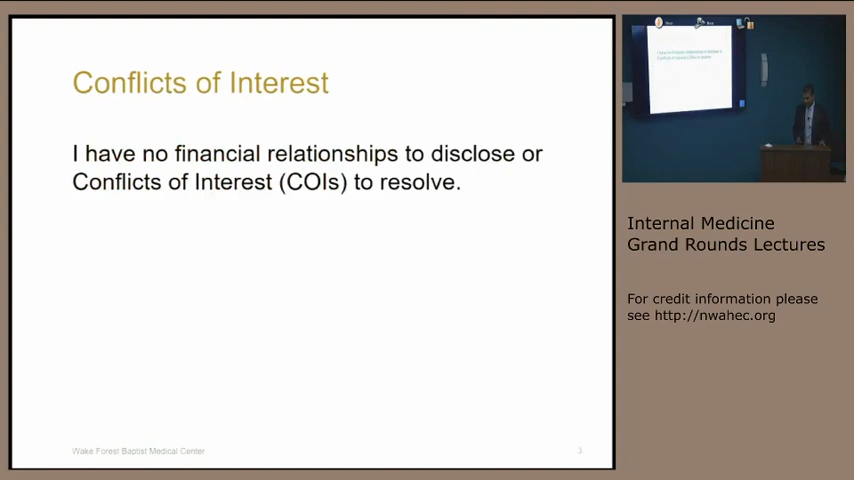 Conflicts of Interest
I have no financial relationships to disclose or
Conflicts of Interest (COIs) to resolve.
Wake Forest Baptist Medical Center
3
Internal Medicine
Grand Rounds Lectures
For credit information please
see http://nwahec.org